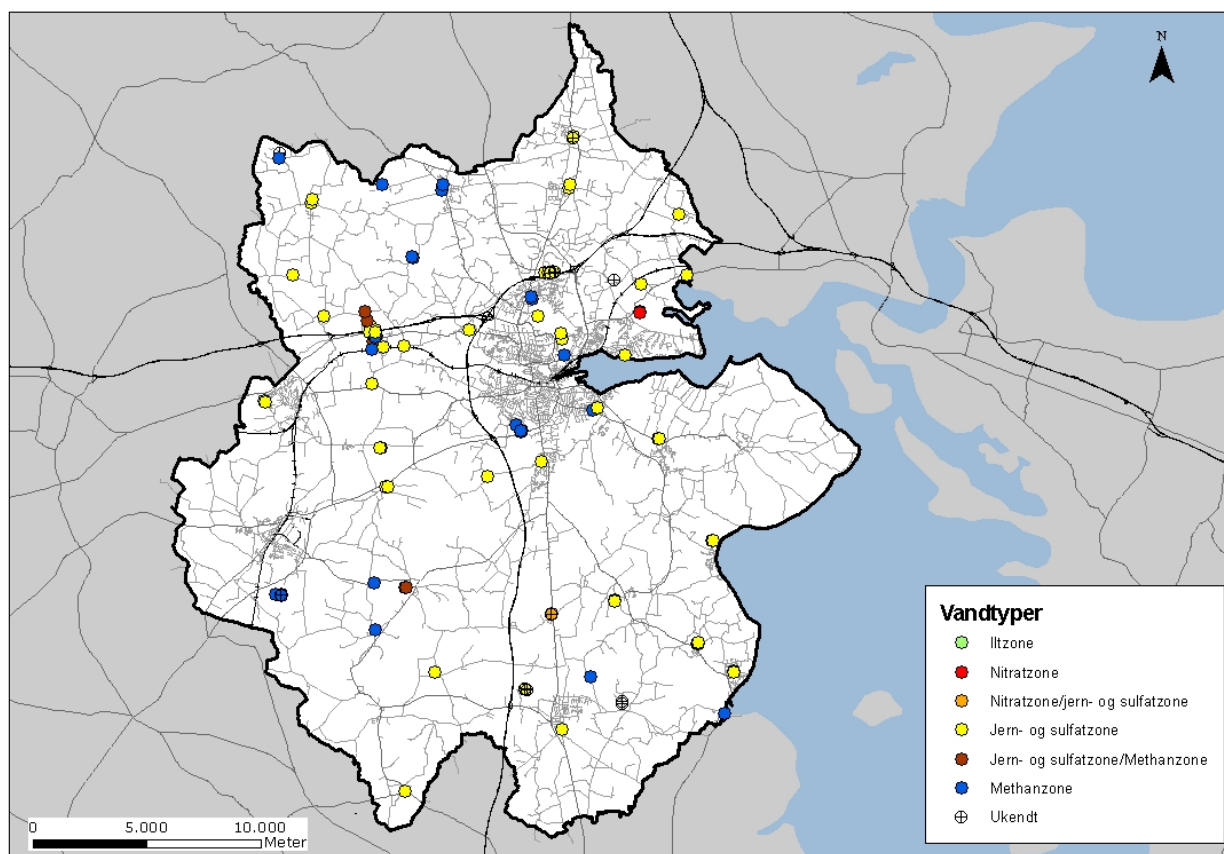 N
Vandtyper
Iltzone
Nitratzone
Nitratzone/jern- og sulfatzone
Jern- og sulfatzone
Jern- og sulfatzone/Methanzone
Methanzone
Ukendt
0 5.000 10.000
Meter